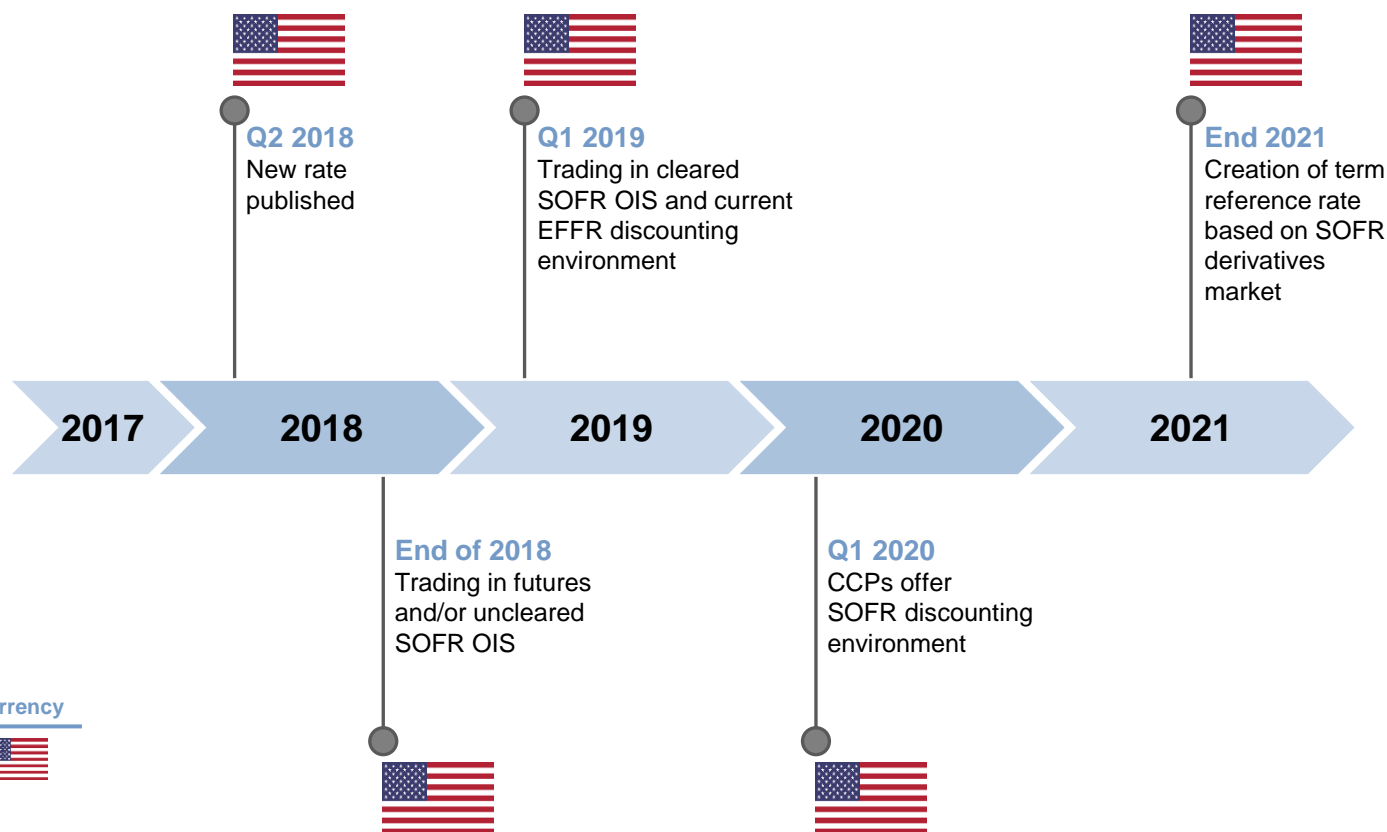 Q2 2018
New rate
published
Q1 2019
Trading in cleared
SOFR OIS and current
EFFR discounting
environment
End 2021
Creation of term
reference rate
based on SOFR
derivatives
market
2017
2018
2019
2020
2021
End of 2018
Trading in futures
and/or uncleared
SOFR OIS
Q1 2020
CCPs offer
SOFR discounting
environment
rrency